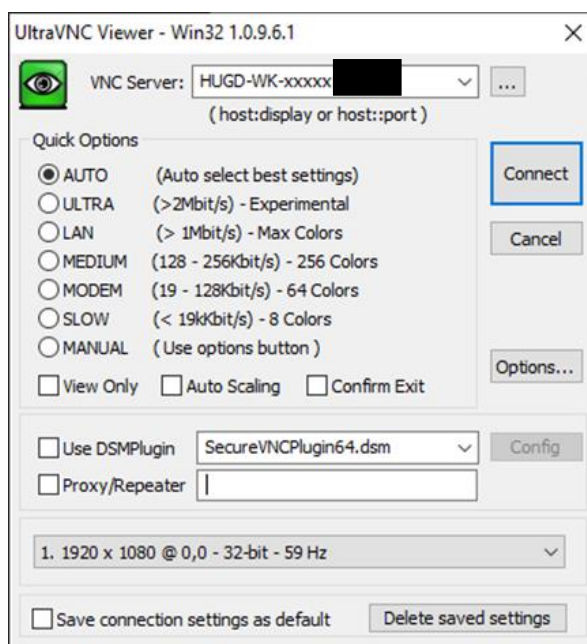 UltraVNC Viewer - Win32 1.0.9.6.1
VNC Server: HUGD-WK-xxxxx ...
( host:display or host::port )
Quick Options
AUTO (Auto select best settings)
ULTRA (>2Mbit/s) - Experimental
LAN (> 1Mbit/s) - Max Colors
MEDIUM (128 - 256Kbit/s) - 256 Colors
MODEM (19 - 128Kbit/s) - 64 Colors
SLOW (< 19kKbit/s) - 8 Colors
MANUAL ( Use options button )
View Only Auto Scaling Confirm Exit
Connect
Cancel
Options...
Use DSMPlugin SecureVNCPlugin64.dsm Config
Proxy/Repeater
1. 1920 x 1080 @ 0,0 - 32-bit - 59 Hz
Save connection settings as default Delete saved settings